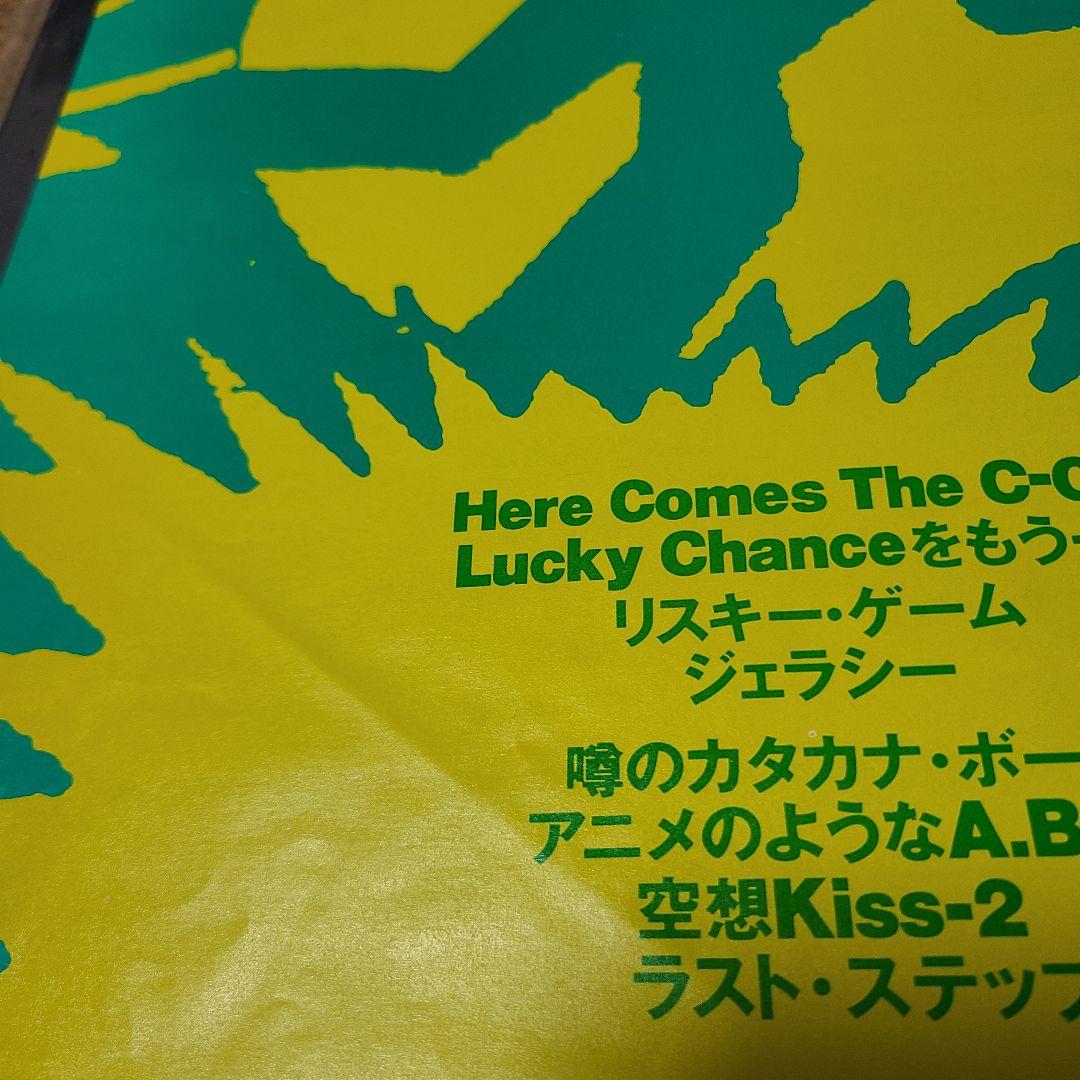 Here Comes The C-C
Lucky Chanceをもう
リスキー・ゲーム
ジェラシー
噂のカタカナ・ボー
アニメのようなA.B
空想Kiss-2
ラスト・ステップ